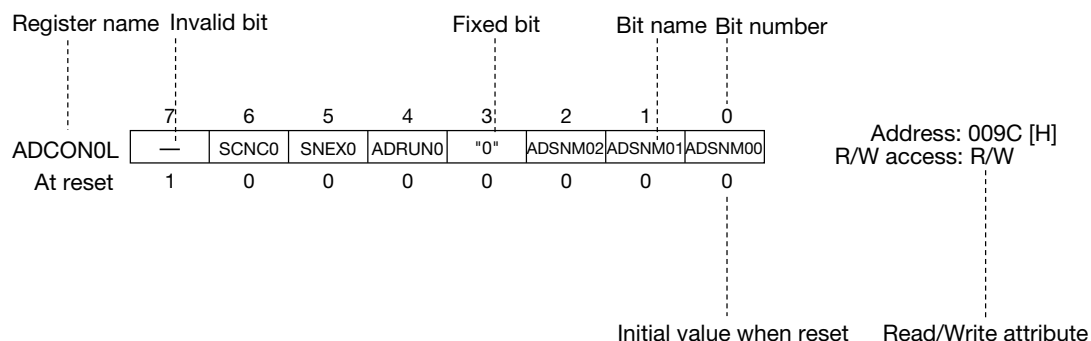 Register name Invalid bit Fixed bit Bit name Bit number
7 6 5 4 3 2 1 0
ADCON0L — SCNC0 SNEX0 ADRUN0 "0" ADSNM02 ADSNM01 ADSNM00
At reset 1 0 0 0 0 0 0 0
Address: 009C [H]
R/W access: R/W
Initial value when reset Read/Write attribute